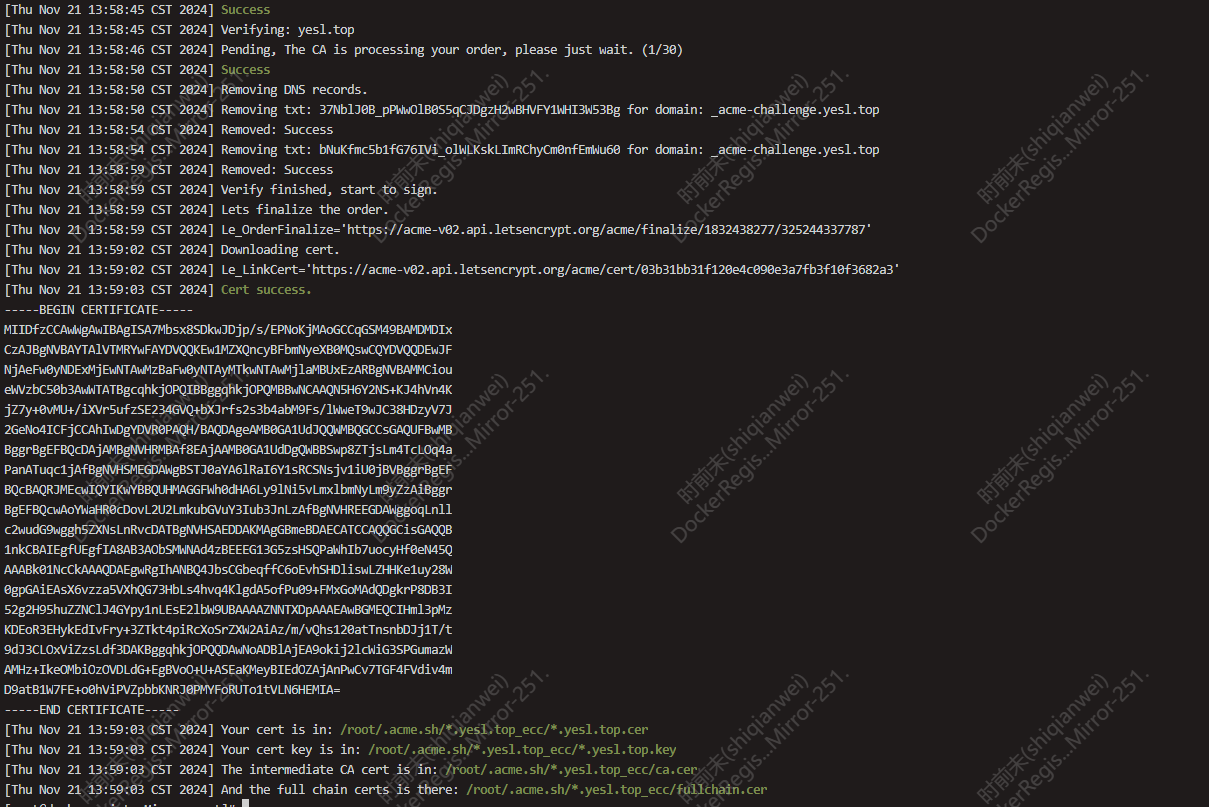 [Thu Nov 21 13:58:45 CST 2024] Success
[Thu Nov 21 13:58:45 CST 2024] Verifying: yesl.top
[Thu Nov 21 13:58:46 CST 2024] Pending, The CA is processing your order, please just wait. (1/30)
[Thu Nov 21 13:58:50 CST 2024] Success
[Thu Nov 21 13:58:50 CST 2024] Removing DNS records.
[Thu Nov 21 13:58:50 CST 2024] Removing txt: 37NblJ0B_pPWwOlB0S5qCJDgzH2wBHVFY1WHI3W53Bg for domain: _acme-challenge.yesl.top
[Thu Nov 21 13:58:54 CST 2024] Removed: Success
[Thu Nov 21 13:58:54 CST 2024] Removing txt: bNuKfmc5b1fG76IVi_olWLKskLImRChyCm0nfEmWu60 for domain: _acme-challenge.yesl.top
[Thu Nov 21 13:58:59 CST 2024] Removed: Success
[Thu Nov 21 13:58:59 CST 2024] Verify finished, start to sign.
[Thu Nov 21 13:58:59 CST 2024] Lets finalize the order.
[Thu Nov 21 13:58:59 CST 2024] Le_OrderFinalize='https://acme-v02.api.letsencrypt.org/acme/finalize/1832438277/325244337787'
[Thu Nov 21 13:59:02 CST 2024] Downloading cert.
[Thu Nov 21 13:59:02 CST 2024] Le_LinkCert='https://acme-v02.api.letsencrypt.org/acme/cert/03b31bb31f120e4c090e3a7fb3f10f3682a3'
[Thu Nov 21 13:59:03 CST 2024] Cert success.
-----BEGIN CERTIFICATE-----
MIIDfzCCAwWgAwIBAgISA7Mbsx8SDkwJDjp/s/EPNoKjMAoGCCqGSM49BAMDMDIx
CzAJBgNVBAYTAlVTMRYwFAYDVQQKEw1MZXQncyBFbmNyeXB0MQswCQYDVQQDEwJF
NjAeFw0yNDExMjEwNTAwMzBaFw0yNTAyMTkwNTAwMjlaMBUxEzARBgNVBAMMCiou
eWVzbC50b3AwWTATBgcqhkjOPQIBBggqhkjOPQMBBwNCAAQN5H6Y2NS+KJ4hVn4K
jZ7y+0vMU+/iXVr5ufzSE234GVQ+bXJrfs2s3b4abM9Fs/lWweT9wJC38HDzyV7J
2GeNo4ICFjCCAhIwDgYDVR0PAQH/BAQDAgeAMB0GA1UdJQQWMBQGCCsGAQUFBwMB
BggrBgEFBQcDAjAMBgNVHRMBAf8EAjAAMB0GA1UdDgQWBBSwp8ZTjsLm4TcLOq4a
PanATuqc1jAfBgNVHSMEGDAWgBSTJ0aYA6lRaI6Y1sRCSNsjv1iU0jBVBggrBgEF
BQcBAQRJMEcwIQYIKwYBBQUHMAGGFWh0dHA6Ly9lNi5vLmxlbmNyLm9yZzAiBggr
BgEFBQcwAoYWaHR0cDovL2U2LmkubGVuY3Iub3JnLzAfBgNVHREEGDAWggoqLnll
c2wudG9wggh5ZXNsLnRvcDATBgNVHSAEDDAKMAgGBmeBDAECATCCAQQGCisGAQQB
1nkCBAIEgfUEgfIA8AB3AObSMWNAd4zBEEEG13G5zsHSQPaWhIb7uocyHf0eN45Q
AAABk01NcCkAAAQDAEgwRgIhANBQ4JbsCGbeqffC6oEvhSHDliswLZHHKe1uy28W
0gpGAiEAsX6vzza5VXhQG73HbLs4hvq4KlgdA5ofPu09+FMxGoMAdQDgkrP8DB3I
52g2H95huZZNClJ4GYpy1nLEsE2lbW9UBAAAAZNNTXDpAAAEAwBGMEQCIHml3pMz
KDEoR3EHykEdIvFry+3ZTkt4piRcXoSrZXW2AiAz/m/vQhs120atTnsnbDJj1T/t
9dJ3CLOxViZzsLdf3DAKBggqhkjOPQQDAwNoADBlAjEA9okij2lcWiG3SPGumazW
AMHz+IkeOMbiOzOVDLdG+EgBVoO+U+ASEaKMeyBIEdOZAjAnPwCv7TGF4FVdiv4m
D9atB1W7FE+o0hViPVZpbbKNRJ0PMYFoRUTo1tVLN6HEMIA=
-----END CERTIFICATE-----
[Thu Nov 21 13:59:03 CST 2024] Your cert is in: /root/.acme.sh/*.yesl.top_ecc/*.yesl.top.cer
[Thu Nov 21 13:59:03 CST 2024] Your cert key is in: /root/.acme.sh/*.yesl.top_ecc/*.yesl.top.key
[Thu Nov 21 13:59:03 CST 2024] The intermediate CA cert is in: /root/.acme.sh/*.yesl.top_ecc/ca.cer
[Thu Nov 21 13:59:03 CST 2024] And the full chain certs is there: /root/.acme.sh/*.yesl.top_ecc/fullchain.cer
时前末(shiqianwei)
DockerRegis...Mirror-251.